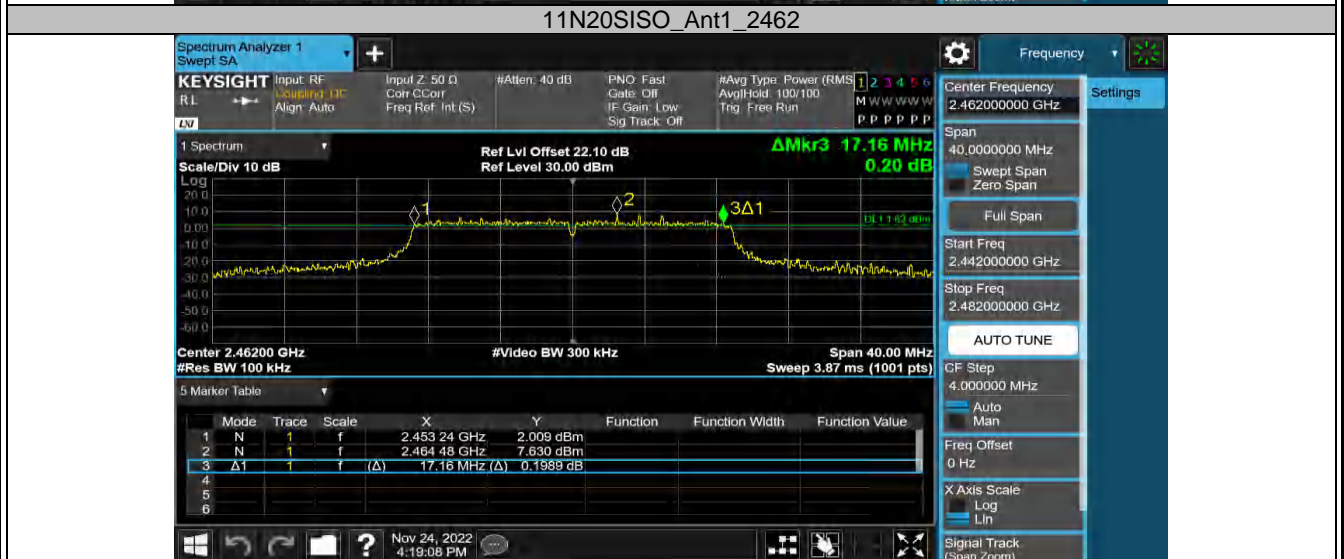 11N20SISO_Ant1_2462
Spectrum Analyzer 1
Swept SA
+
Frequency
KEYSIGHT
RL
LXI
Input: RF
Coupling: DC
Align: Auto
Input Z: 50 Ω
Corr CCorr
Freq Ref: Int (S)
#Atten: 40 dB
PNO: Fast
Gate: Off
IF Gain: Low
Sig Track: Off
#Avg Type: Power (RMS
Avg|Hold: 100/100
Trig: Free Run
1 2 3 4 5 6
M W W W W W
P P P P P P
Center Frequency
2.462000000 GHz
Settings
Span
40.0000000 MHz
Swept Span
Zero Span
Full Span
Start Freq
2.442000000 GHz
Stop Freq
2.482000000 GHz
AUTO TUNE
CF Step
4.000000 MHz
Auto
Man
Freq Offset
0 Hz
X Axis Scale
Log
Lin
Signal Track
(Span Zoom)
1 Spectrum
Scale/Div 10 dB
Ref Lvl Offset 22.10 dB
Ref Level 30.00 dBm
ΔMkr3 17.16 MHz
0.20 dB
Log
20.0
10.0
0.00
-10.0
-20.0
-30.0
-40.0
-50.0
-60.0
1
2
3Δ1
DL1 1.62 dBm
Center 2.46200 GHz
#Video BW 300 kHz
Span 40.00 MHz
#Res BW 100 kHz
Sweep 3.87 ms (1001 pts)
5 Marker Table
Mode Trace Scale X Y Function Function Width Function Value
1 N 1 f 2.453 24 GHz 2.009 dBm
2 N 1 f 2.464 48 GHz 7.630 dBm
3 Δ1 1 f (Δ) 17.16 MHz (Δ) 0.1989 dB
4
5
6
?
Nov 24, 2022
4:19:08 PM